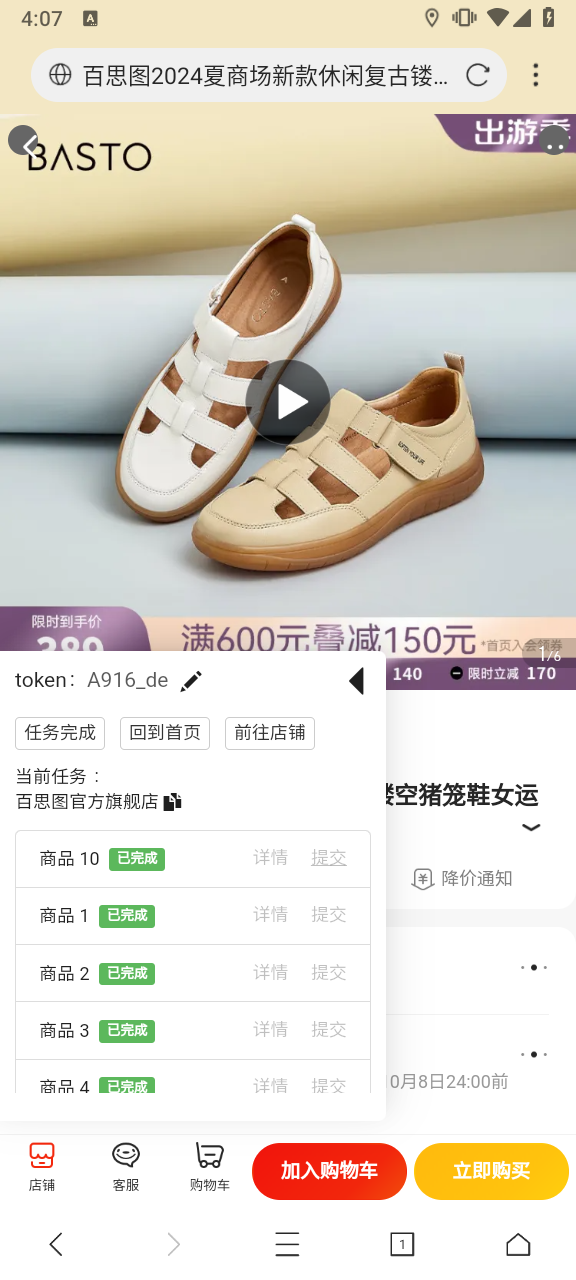 4:07
A
百思图2024夏商场新款休闲复古镂...
BASTO
出游季
BASTO
限时到手价
389
满600元叠减150元
*首页入会领券
1/6
140
限时立减 170
token： A916_de
任务完成
回到首页
前往店铺
当前任务：
百思图官方旗舰店
镂空猪笼鞋女运
降价通知
商品 10 已完成 详情 提交
商品 1 已完成 详情 提交
商品 2 已完成 详情 提交
商品 3 已完成 详情 提交
商品 4 已完成 详情 提交
0月8日24:00前
店铺
客服
购物车
加入购物车
立即购买
1